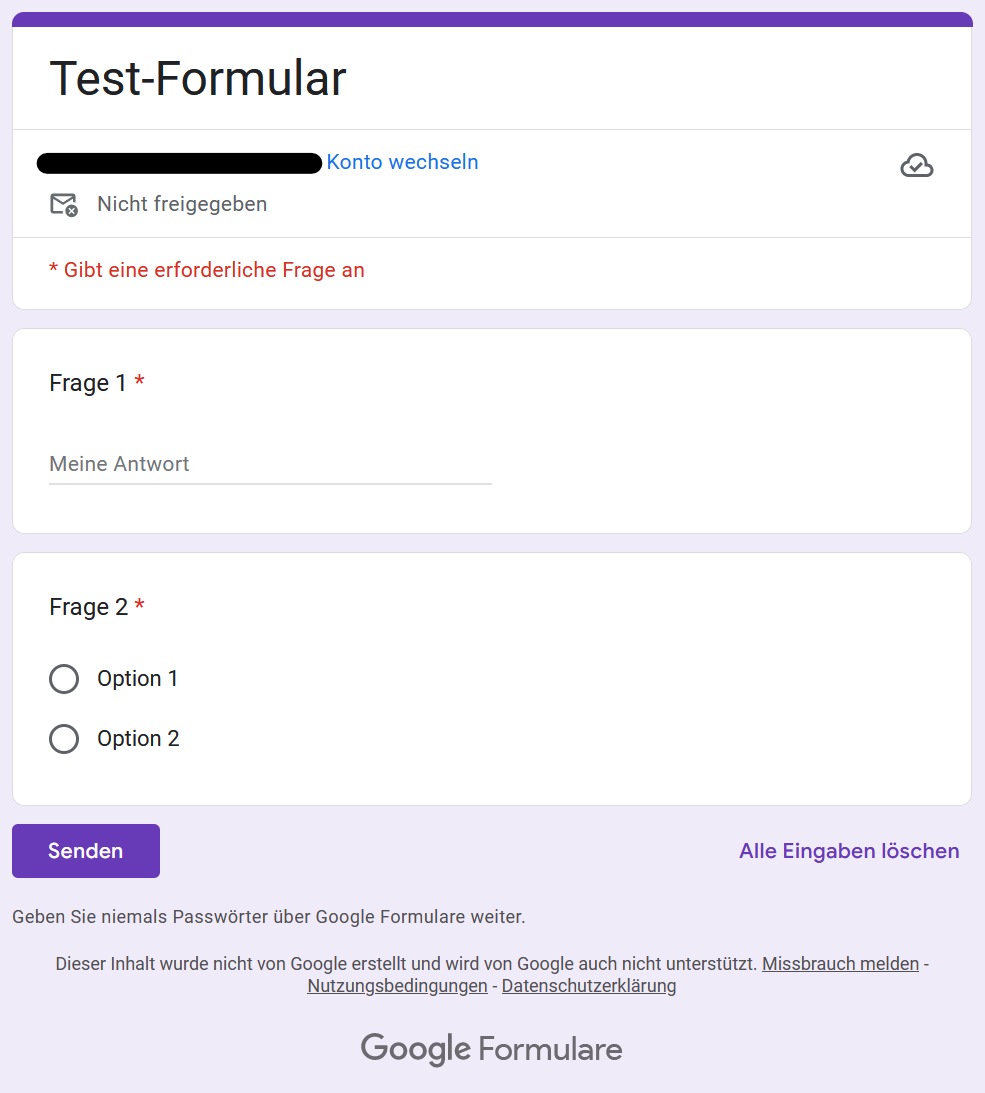 Test-Formular
Konto wechseln
Nicht freigegeben
* Gibt eine erforderliche Frage an
Frage 1 *
Meine Antwort
Frage 2 *
Option 1
Option 2
Senden
Alle Eingaben löschen
Geben Sie niemals Passwörter über Google Formulare weiter.
Dieser Inhalt wurde nicht von Google erstellt und wird von Google auch nicht unterstützt. Missbrauch melden -
Nutzungsbedingungen - Datenschutzerklärung
Google Formulare